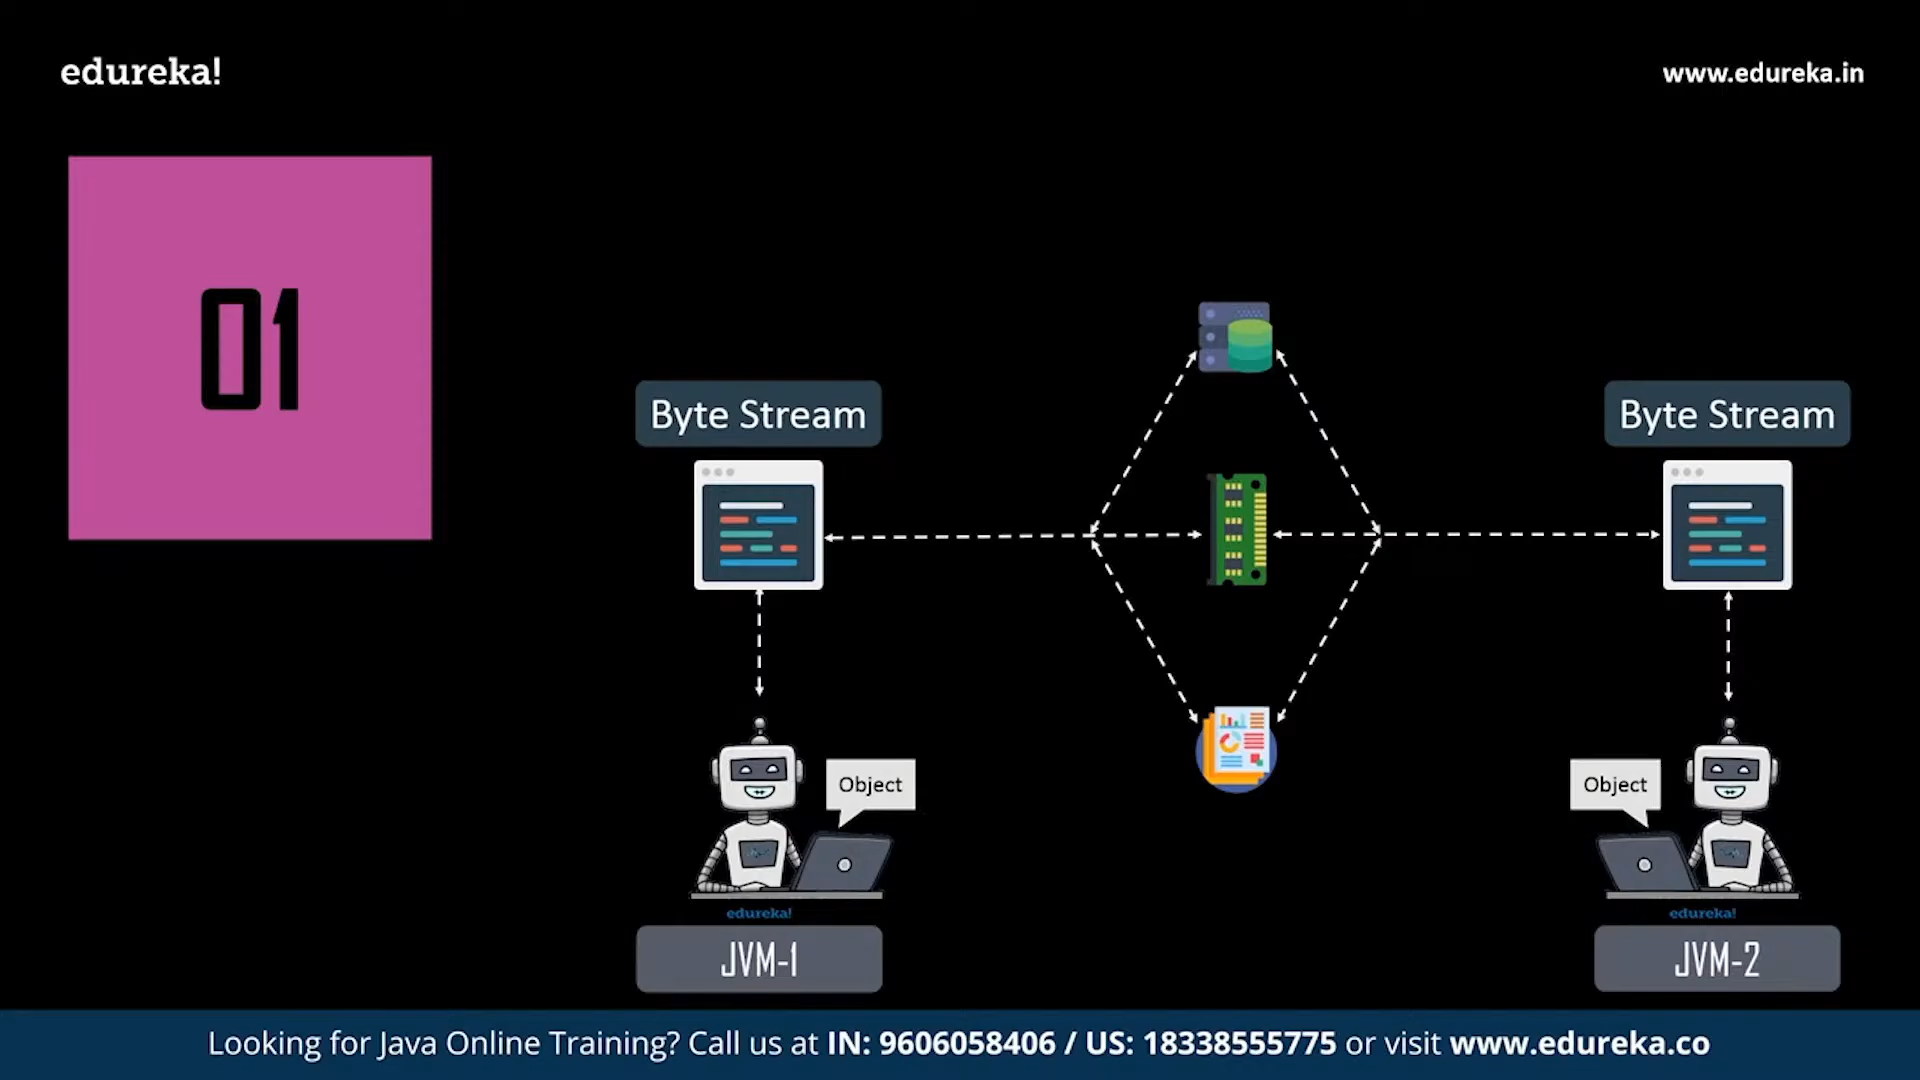 edureka!
www.edureka.in
01
Byte Stream
Byte Stream
Object
Object
edureka!
edureka!
JVM-1
JVM-2
Looking for Java Online Training? Call us at IN: 9606058406 / US: 18338555775 or visit www.edureka.co